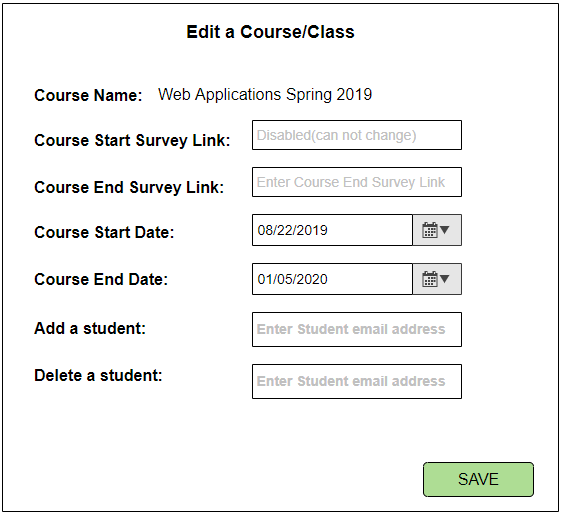 Edit a Course/Class
Course Name: Web Applications Spring 2019
Course Start Survey Link: Disabled(can not change)
Course End Survey Link: Enter Course End Survey Link
Course Start Date: 08/22/2019
Course End Date: 01/05/2020
Add a student: Enter Student email address
Delete a student: Enter Student email address
SAVE